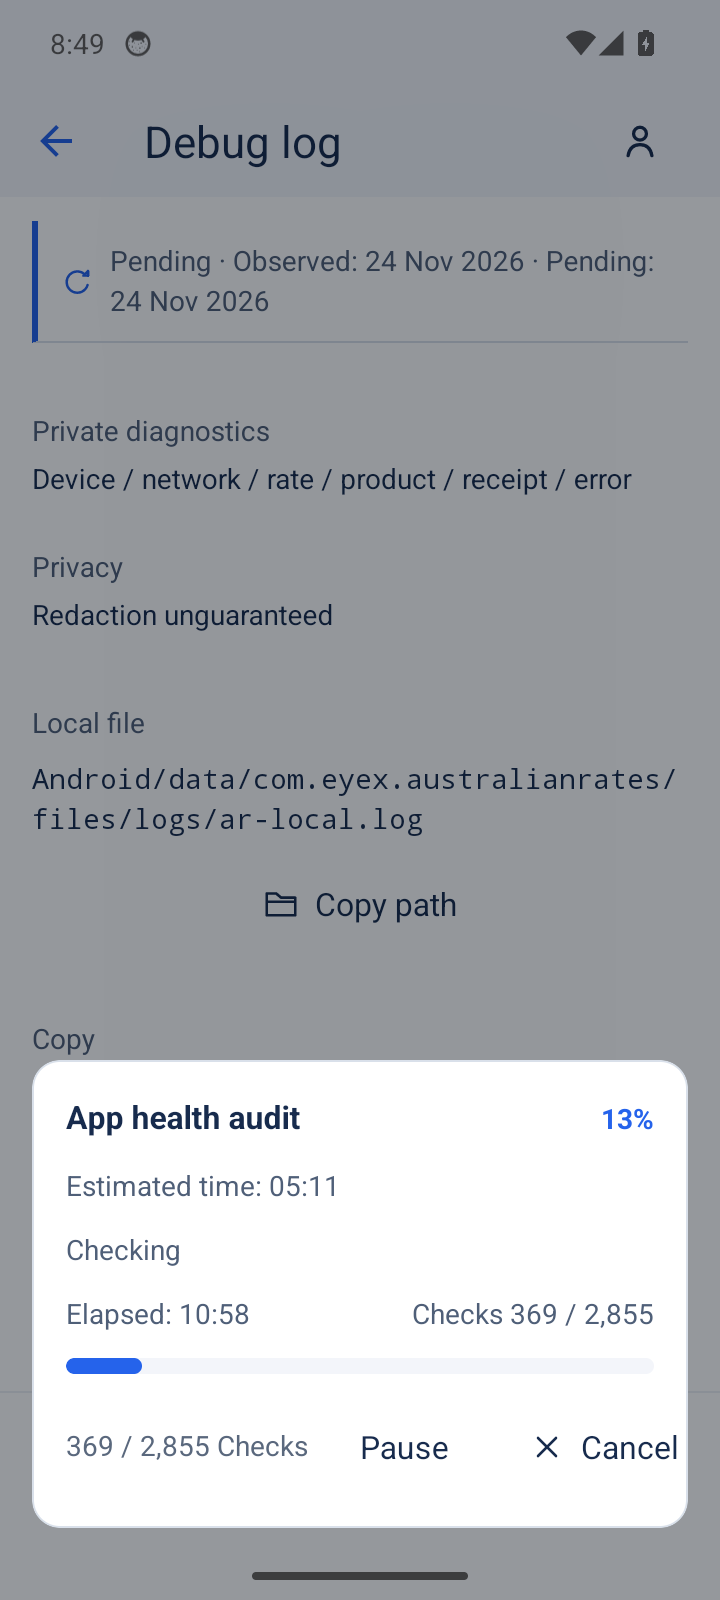 8:49
Debug log
Pending · Observed: 24 Nov 2026 · Pending:
24 Nov 2026
Private diagnostics
Device / network / rate / product / receipt / error
Privacy
Redaction unguaranteed
Local file
Android/data/com.eyex.australianrates/
files/logs/ar-local.log
Copy path
Copy
App health audit 13%
Estimated time: 05:11
Checking
Elapsed: 10:58 Checks 369 / 2,855
369 / 2,855 Checks Pause Cancel